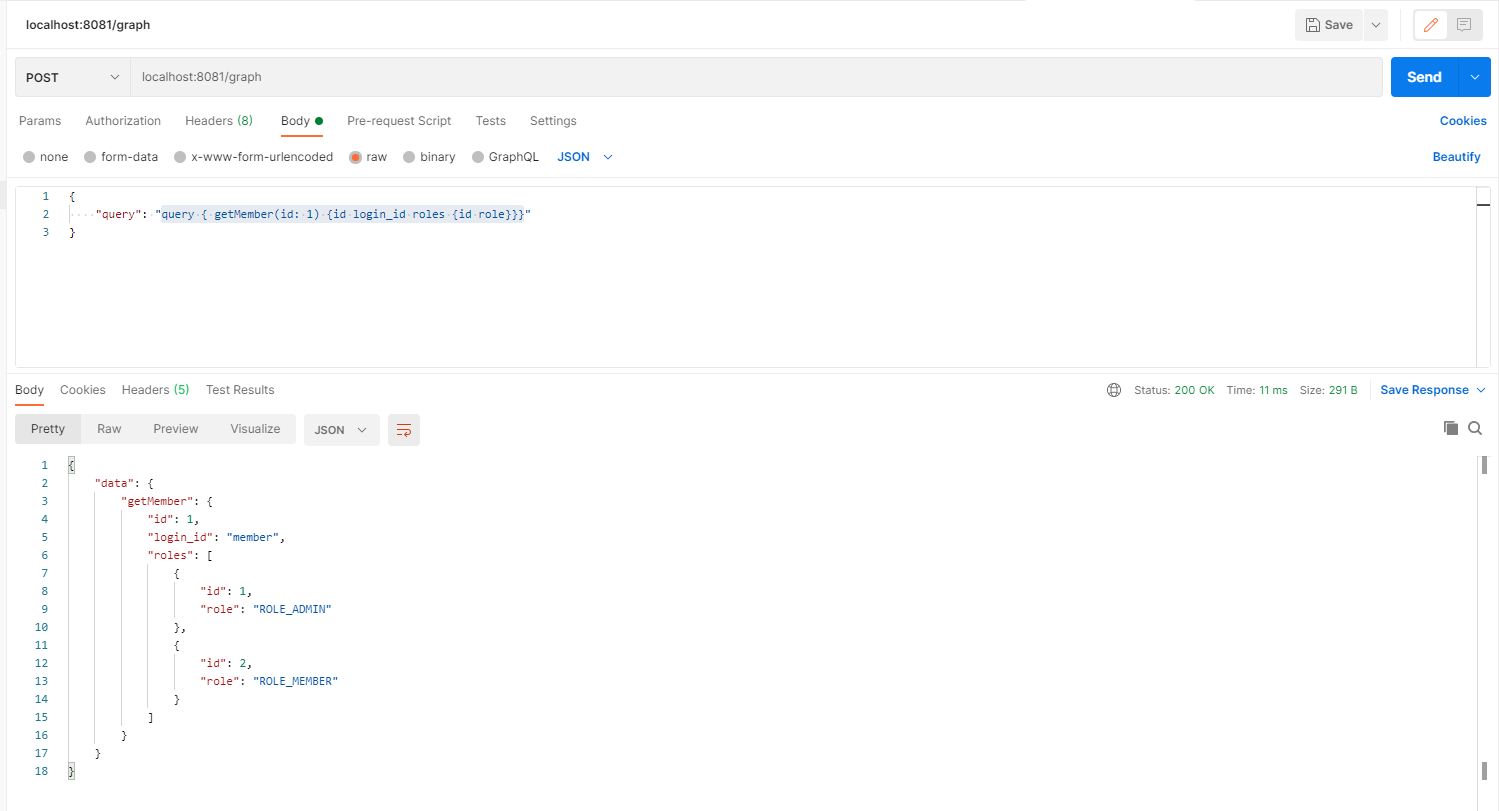 localhost:8081/graph
Save
POST
localhost:8081/graph
Send
Params Authorization Headers (8) Body Pre-request Script Tests Settings Cookies
none form-data x-www-form-urlencoded raw binary GraphQL JSON Beautify
1 {
2 ····"query":·"query·{·getMember(id:·1)·{id·login_id·roles·{id·role}}}"
3 }
Body Cookies Headers (5) Test Results Status: 200 OK Time: 11 ms Size: 291 B Save Response
Pretty Raw Preview Visualize JSON
1 {
2 "data": {
3 "getMember": {
4 "id": 1,
5 "login_id": "member",
6 "roles": [
7 {
8 "id": 1,
9 "role": "ROLE_ADMIN"
10 },
11 {
12 "id": 2,
13 "role": "ROLE_MEMBER"
14 }
15 ]
16 }
17 }
18 }